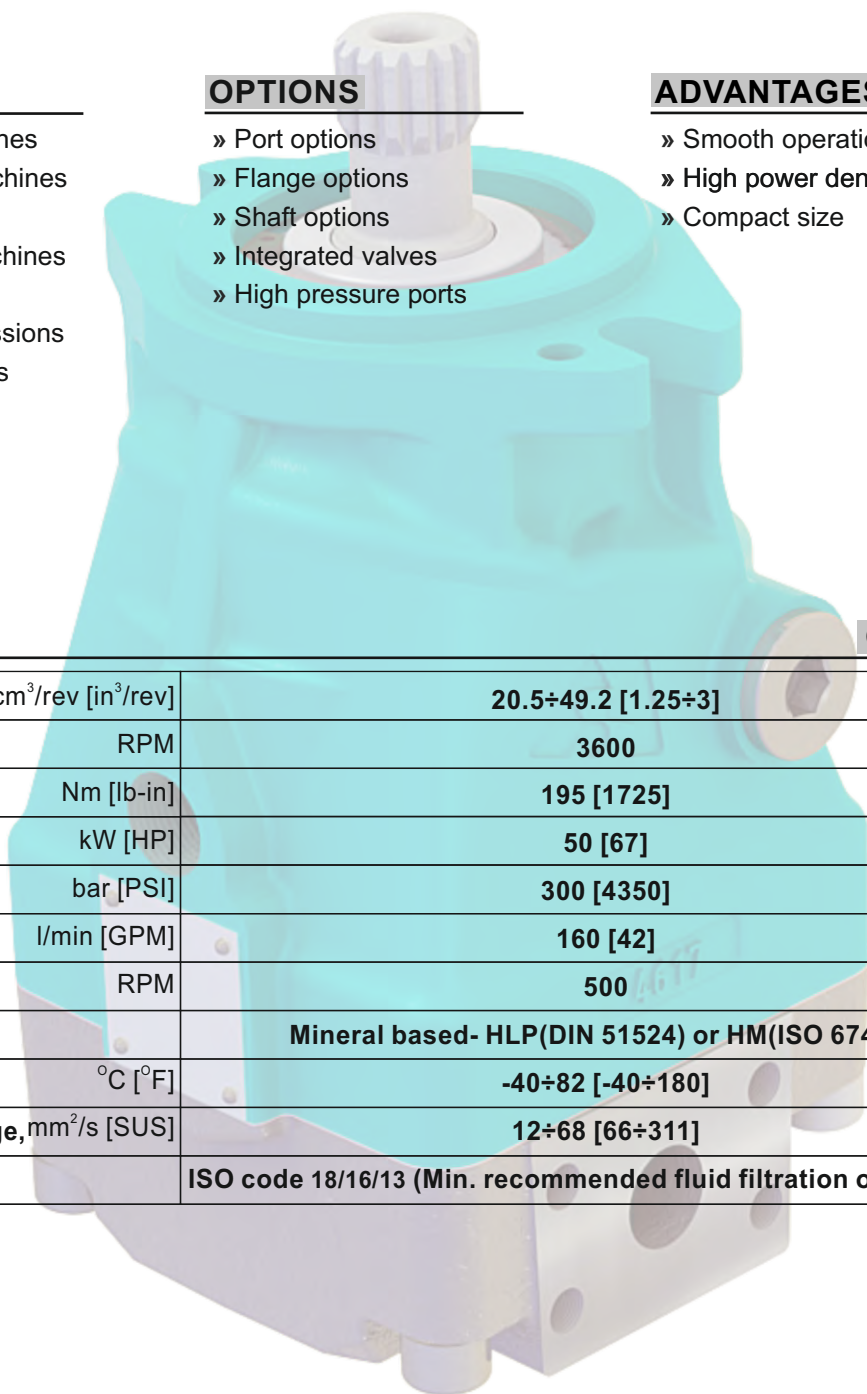 OPTIONS
» Port options
» Flange options
» Shaft options
» Integrated valves
» High pressure ports
ADVANTAGES
» Smooth operati
» High power den
» Compact size
nes
chines
chines
ssions
s
cm³/rev [in³/rev] 20.5÷49.2 [1.25÷3]
RPM 3600
Nm [lb-in] 195 [1725]
kW [HP] 50 [67]
bar [PSI] 300 [4350]
l/min [GPM] 160 [42]
RPM 500
Mineral based- HLP(DIN 51524) or HM(ISO 674
°C [°F] -40÷82 [-40÷180]
ge, mm²/s [SUS] 12÷68 [66÷311]
ISO code 18/16/13 (Min. recommended fluid filtration o
4617